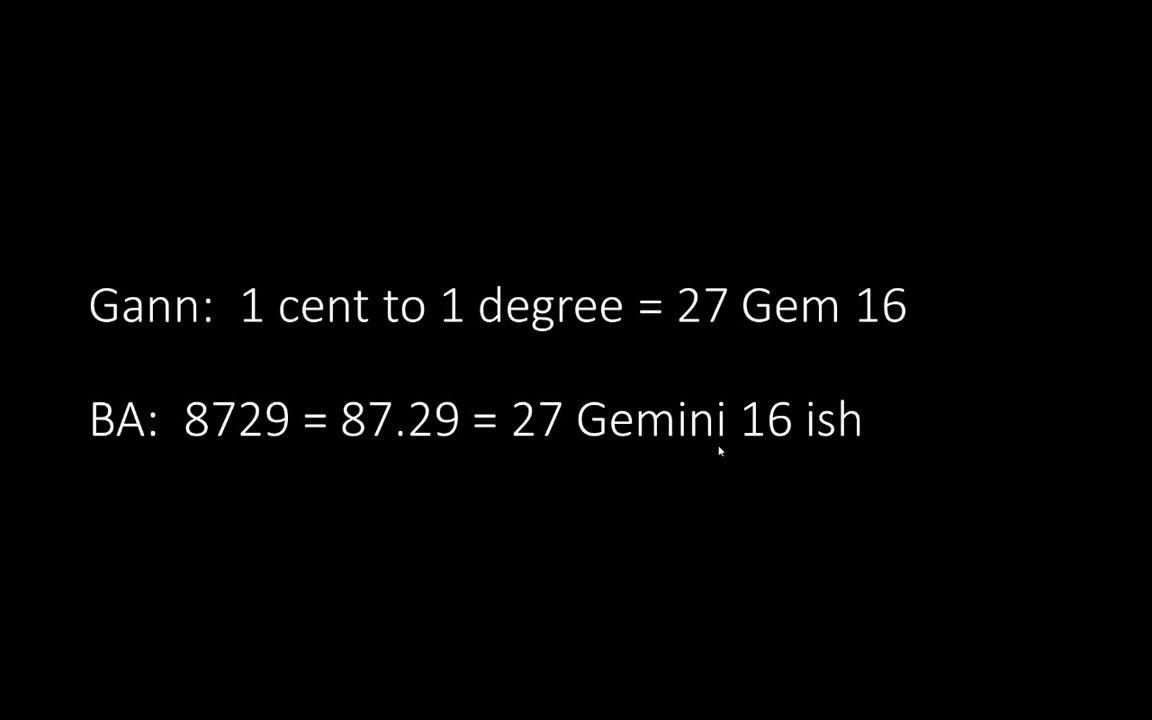 Gann: 1 cent to 1 degree = 27 Gem 16
BA: 8729 = 87.29 = 27 Gemini 16 ish